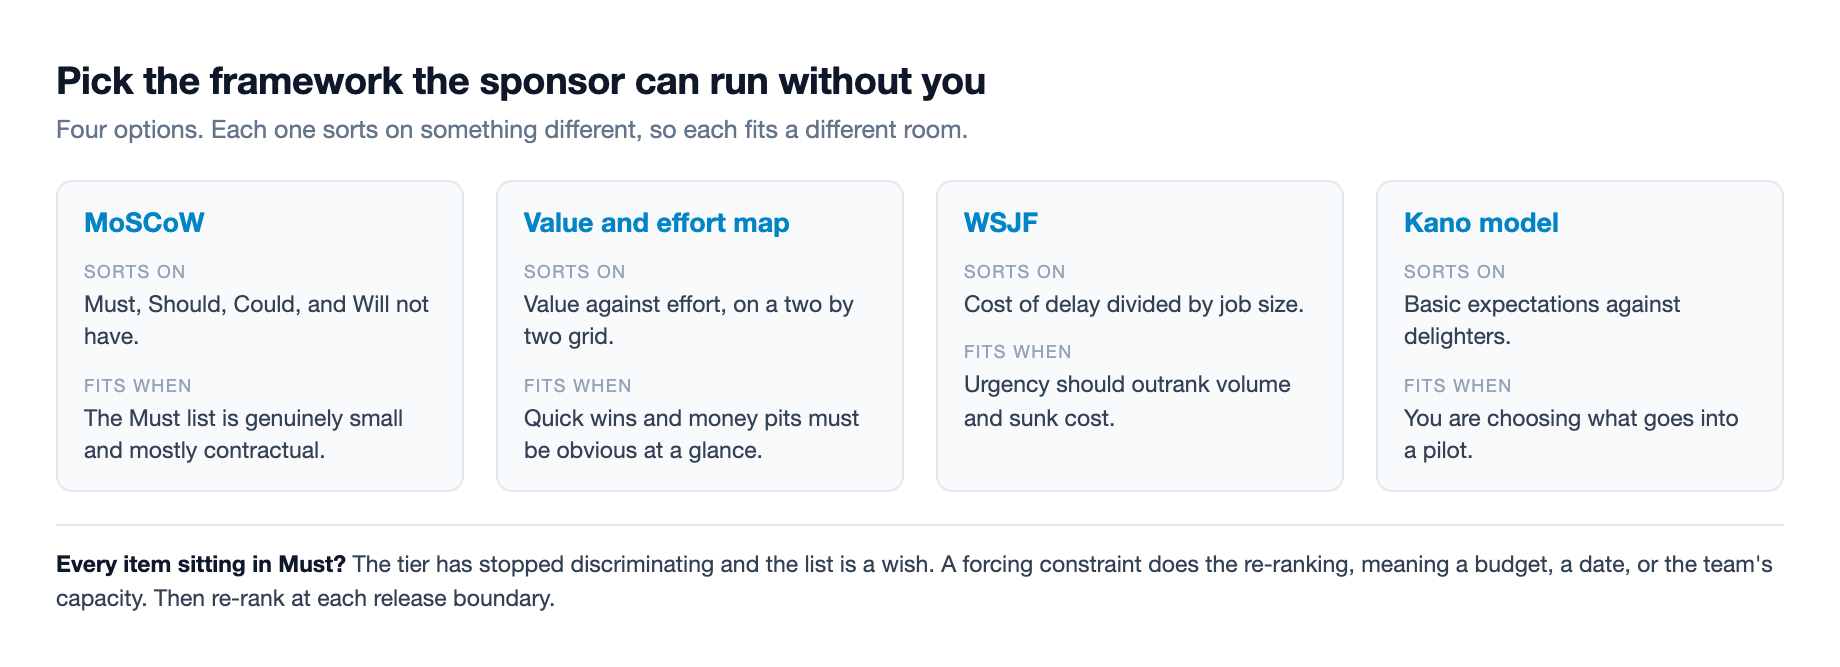 Pick the framework the sponsor can run without you
Four options. Each one sorts on something different, so each fits a different room.
MoSCoW
SORTS ON
Must, Should, Could, and Will not
have.
FITS WHEN
The Must list is genuinely small
and mostly contractual.
Value and effort map
SORTS ON
Value against effort, on a two by
two grid.
FITS WHEN
Quick wins and money pits must
be obvious at a glance.
WSJF
SORTS ON
Cost of delay divided by job size.
FITS WHEN
Urgency should outrank volume
and sunk cost.
Kano model
SORTS ON
Basic expectations against
delighters.
FITS WHEN
You are choosing what goes into
a pilot.
Every item sitting in Must? The tier has stopped discriminating and the list is a wish. A forcing constraint does the re-ranking, meaning a budget, a date, or the team's
capacity. Then re-rank at each release boundary.